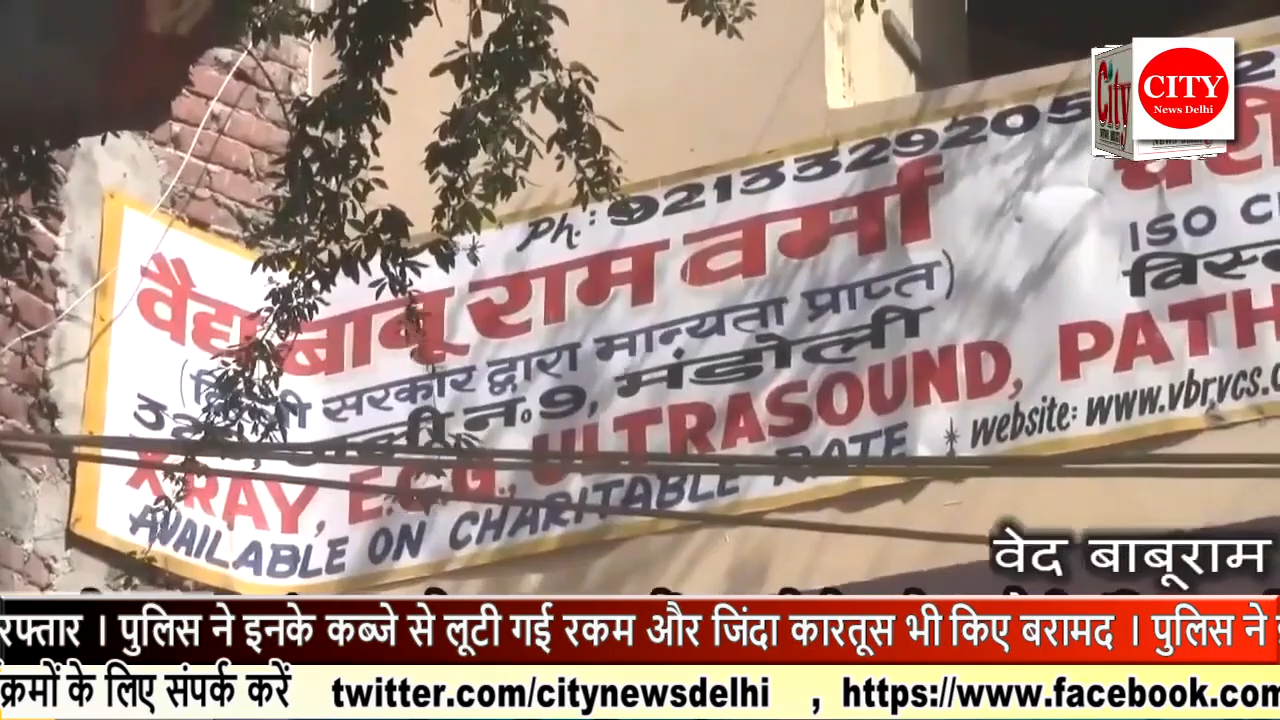 CITY
News Delhi
City
Ph.: 9213329205
वैद्य बाबू राम वर्मा
सरकार द्वारा मान्यता प्राप्त)
न॰ 9, मंडोली
X-RAY, E.C.G., ULTRASOUND, PATH
AVAILABLE ON CHARITABLE RATE
ISO
website: www.vbrvcs.
वेद बाबूराम
रफ्तार । पुलिस ने इनके कब्जे से लूटी गई रकम और जिंदा कारतूस भी किए बरामद । पुलिस ने
क्रमों के लिए संपर्क करें twitter.com/citynewsdelhi , https://www.facebook.com